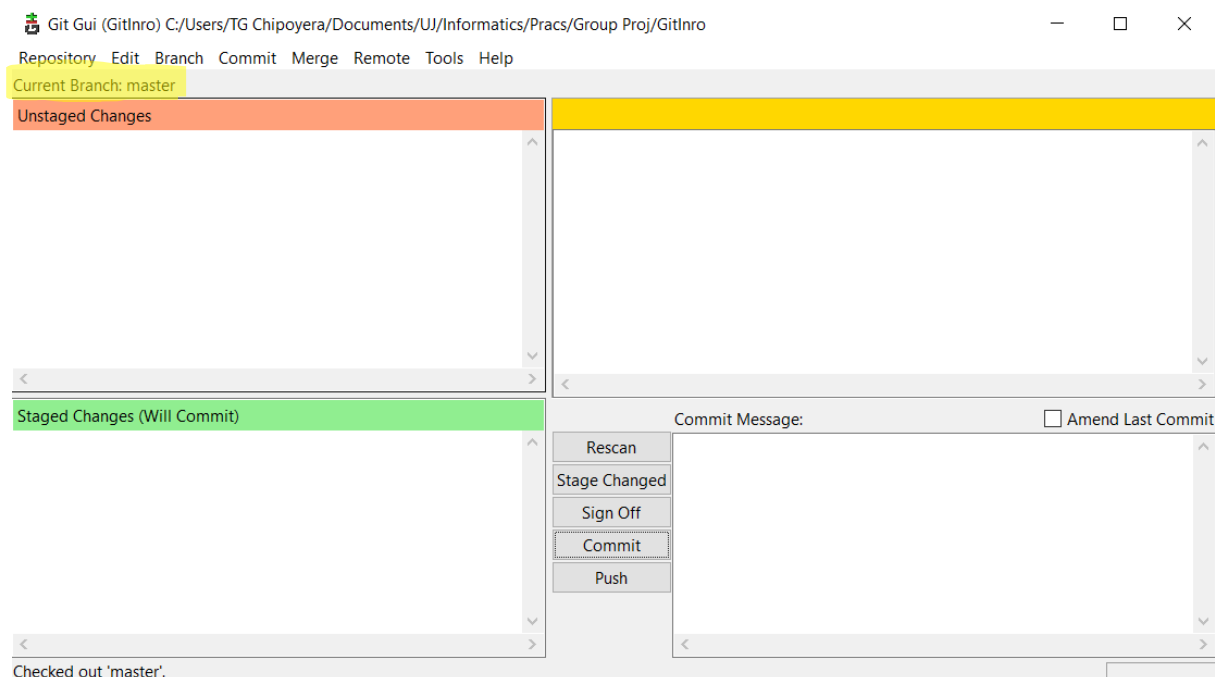 Git Gui (GitInro) C:/Users/TG Chipoyera/Documents/UJ/Informatics/Pracs/Group Proj/GitInro
Repository Edit Branch Commit Merge Remote Tools Help
Current Branch: master
Unstaged Changes
Staged Changes (Will Commit)
Commit Message:
Amend Last Commit
Rescan
Stage Changed
Sign Off
Commit
Push
Checked out 'master'.